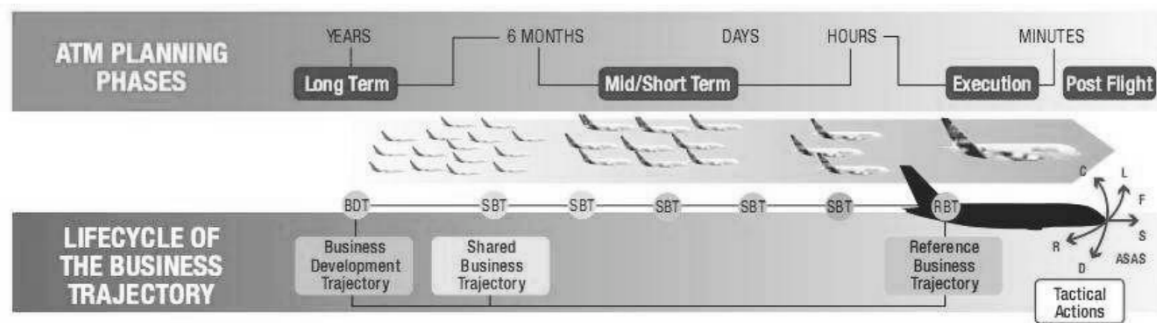 ATM PLANNING
PHASES
YEARS
6 MONTHS
DAYS
HOURS
MINUTES
Long Term
Mid/Short Term
Execution
Post Flight
BDT
SBT
SBT
SBT
SBT
SBT
RBT
C
L
F
S
R
D
ASAS
LIFECYCLE OF
THE BUSINESS
TRAJECTORY
Business
Development
Trajectory
Shared
Business
Trajectory
Reference
Business
Trajectory
Tactical
Actions